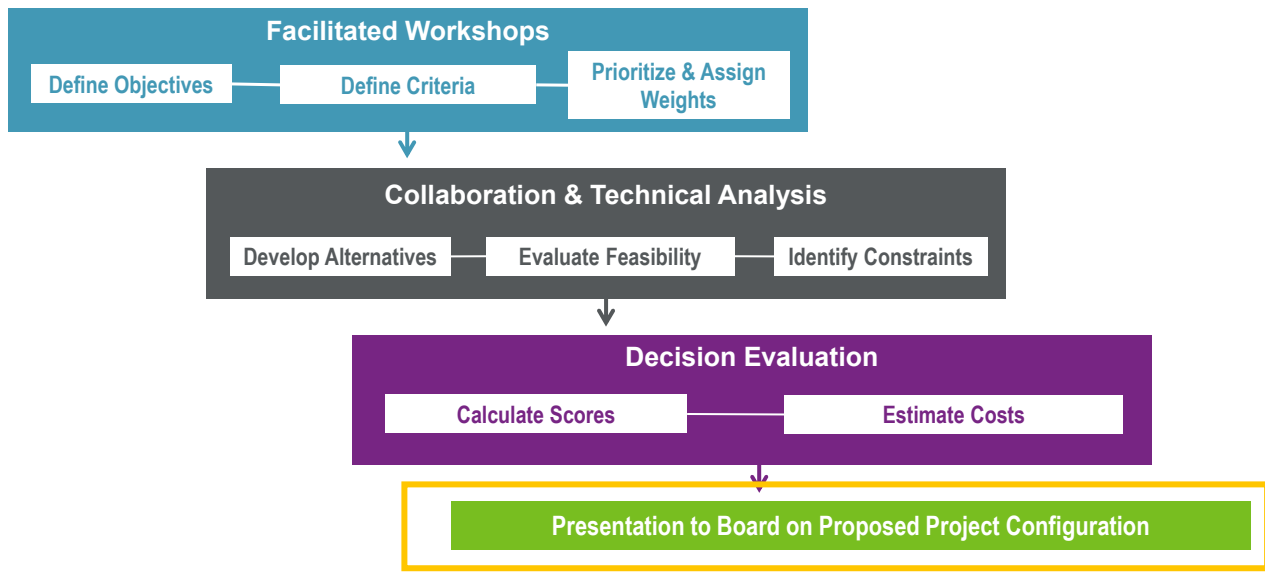 Facilitated Workshops
Define Objectives
Define Criteria
Prioritize & Assign
Weights
Collaboration & Technical Analysis
Develop Alternatives
Evaluate Feasibility
Identify Constraints
Decision Evaluation
Calculate Scores
Estimate Costs
Presentation to Board on Proposed Project Configuration